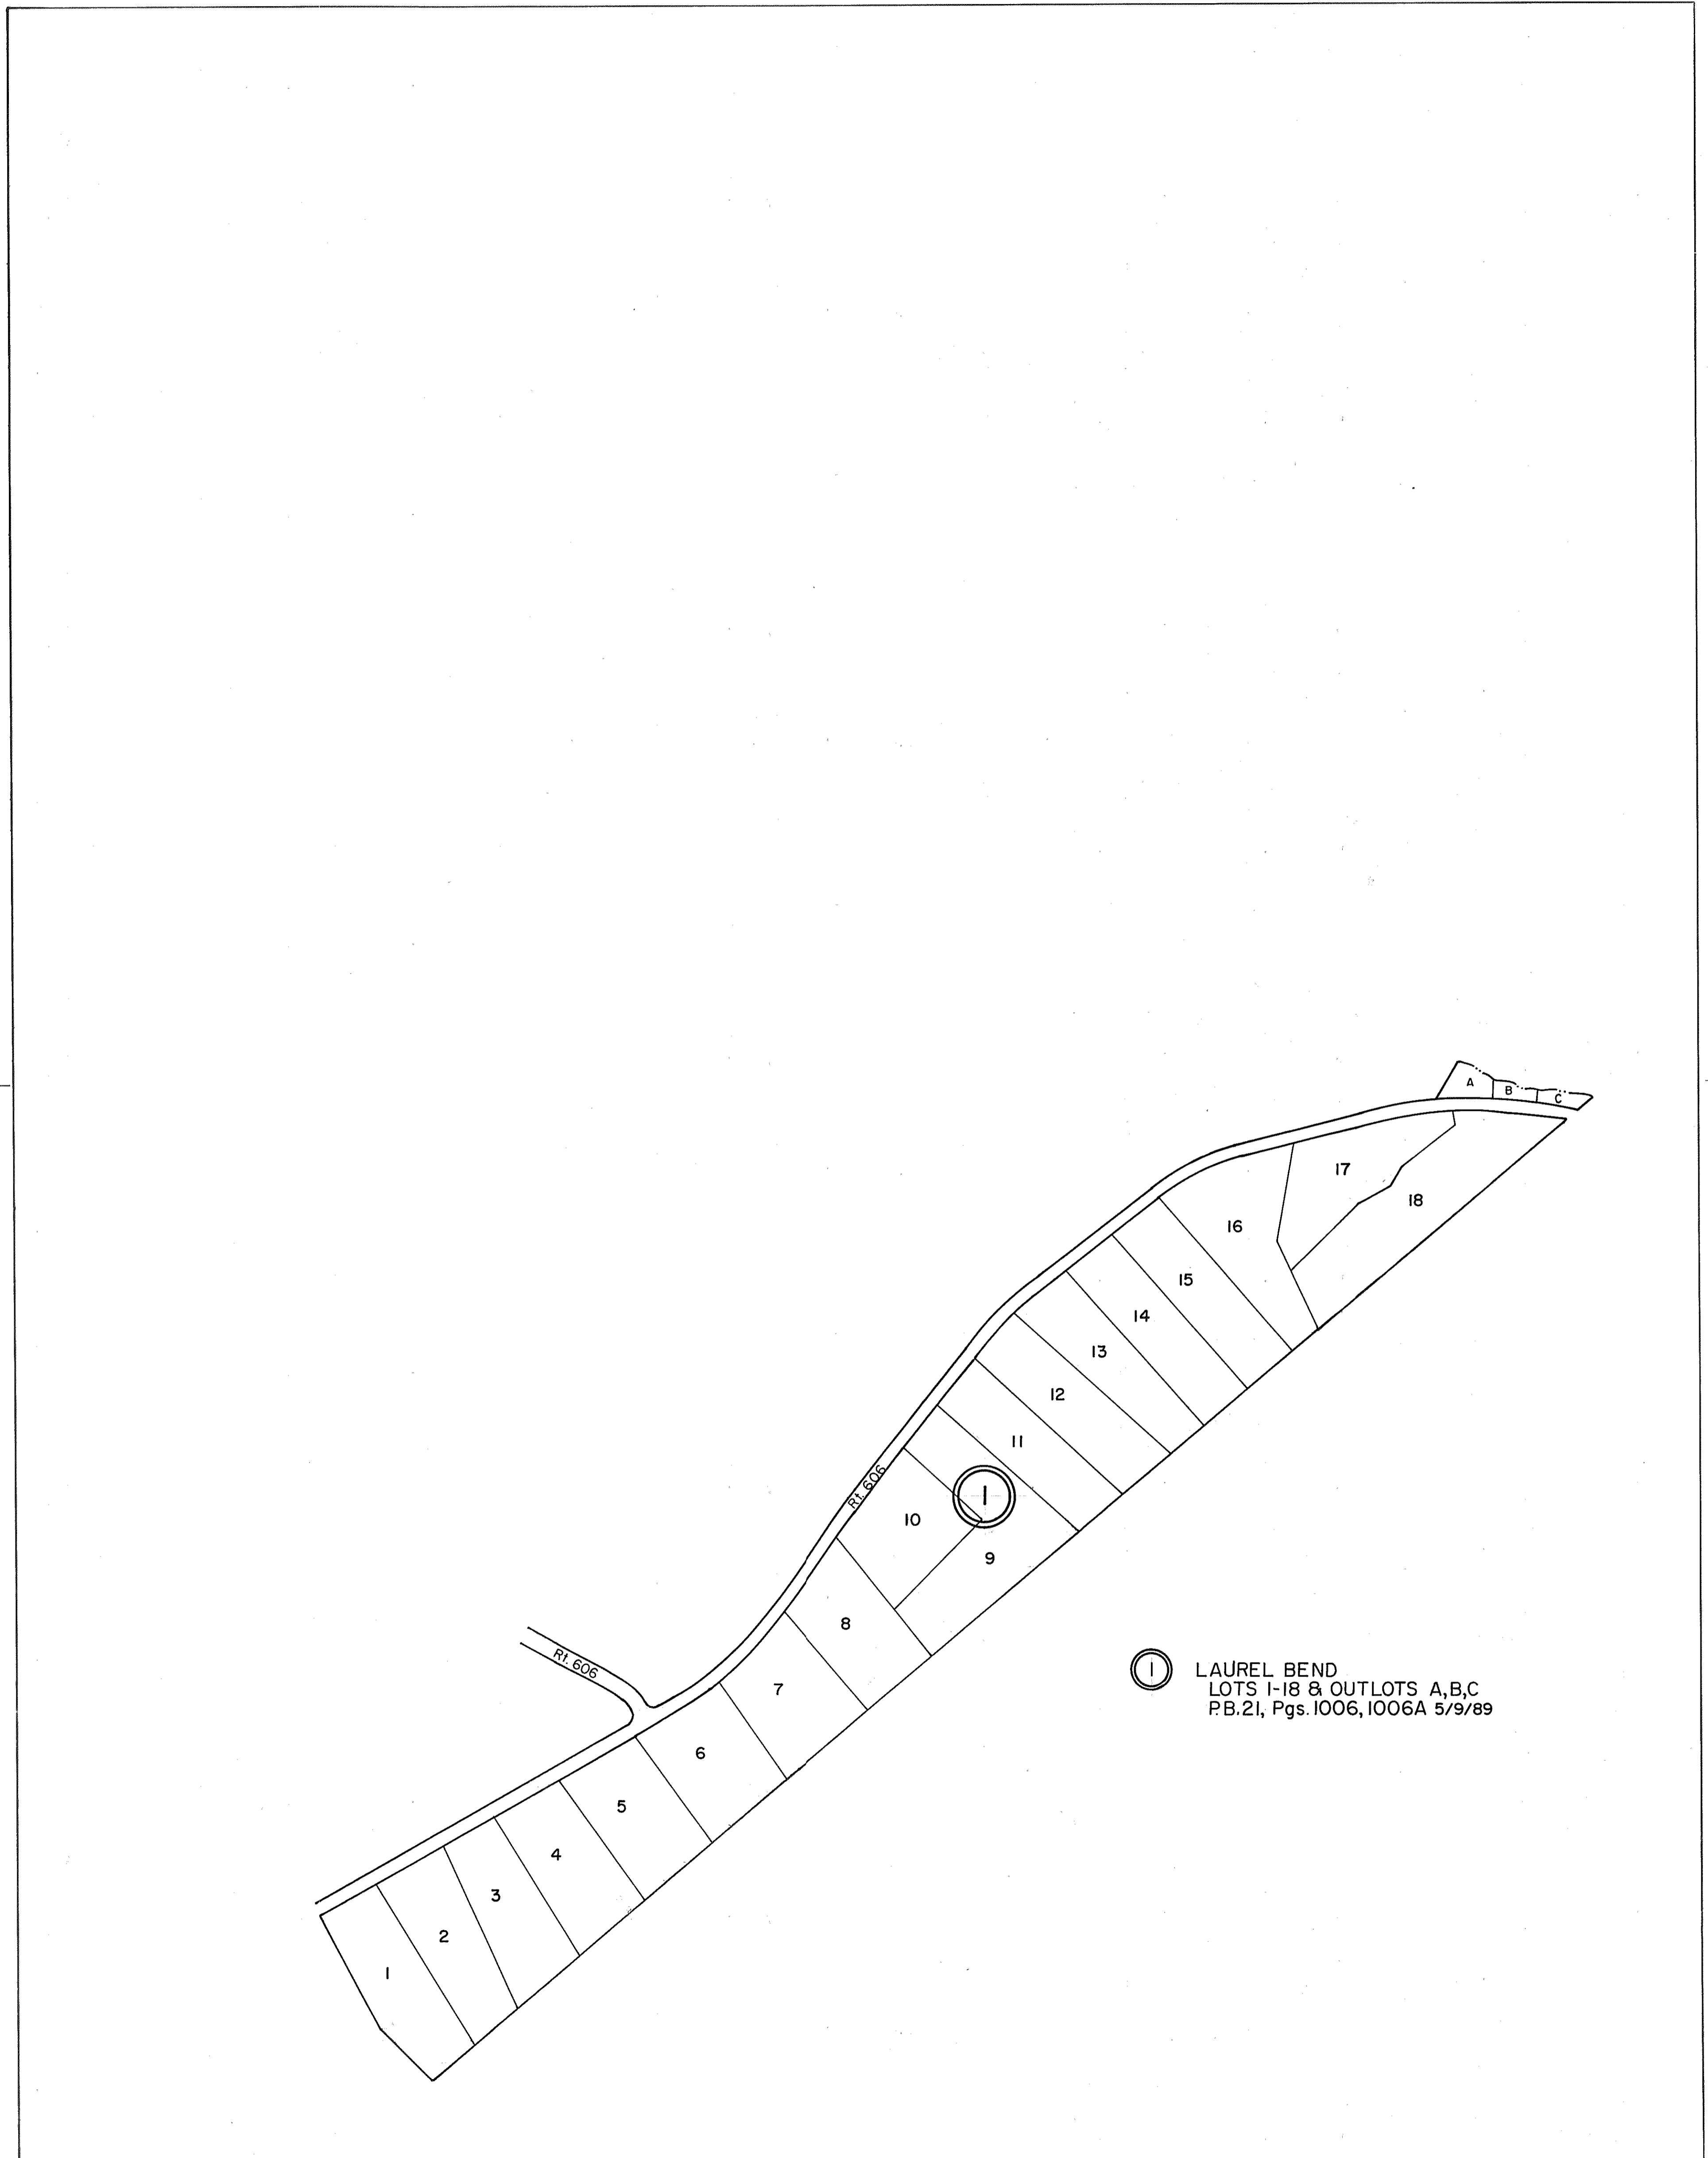 A
B
C
17
18
16
15
14
13
12
11
1
Rt. 606
10
9
8
Rt. 606
7
6
5
4
3
2
1
1
LAUREL BEND
LOTS 1-18 & OUTLOTS A,B,C
P.B.21, Pgs. 1006, 1006A 5/9/89